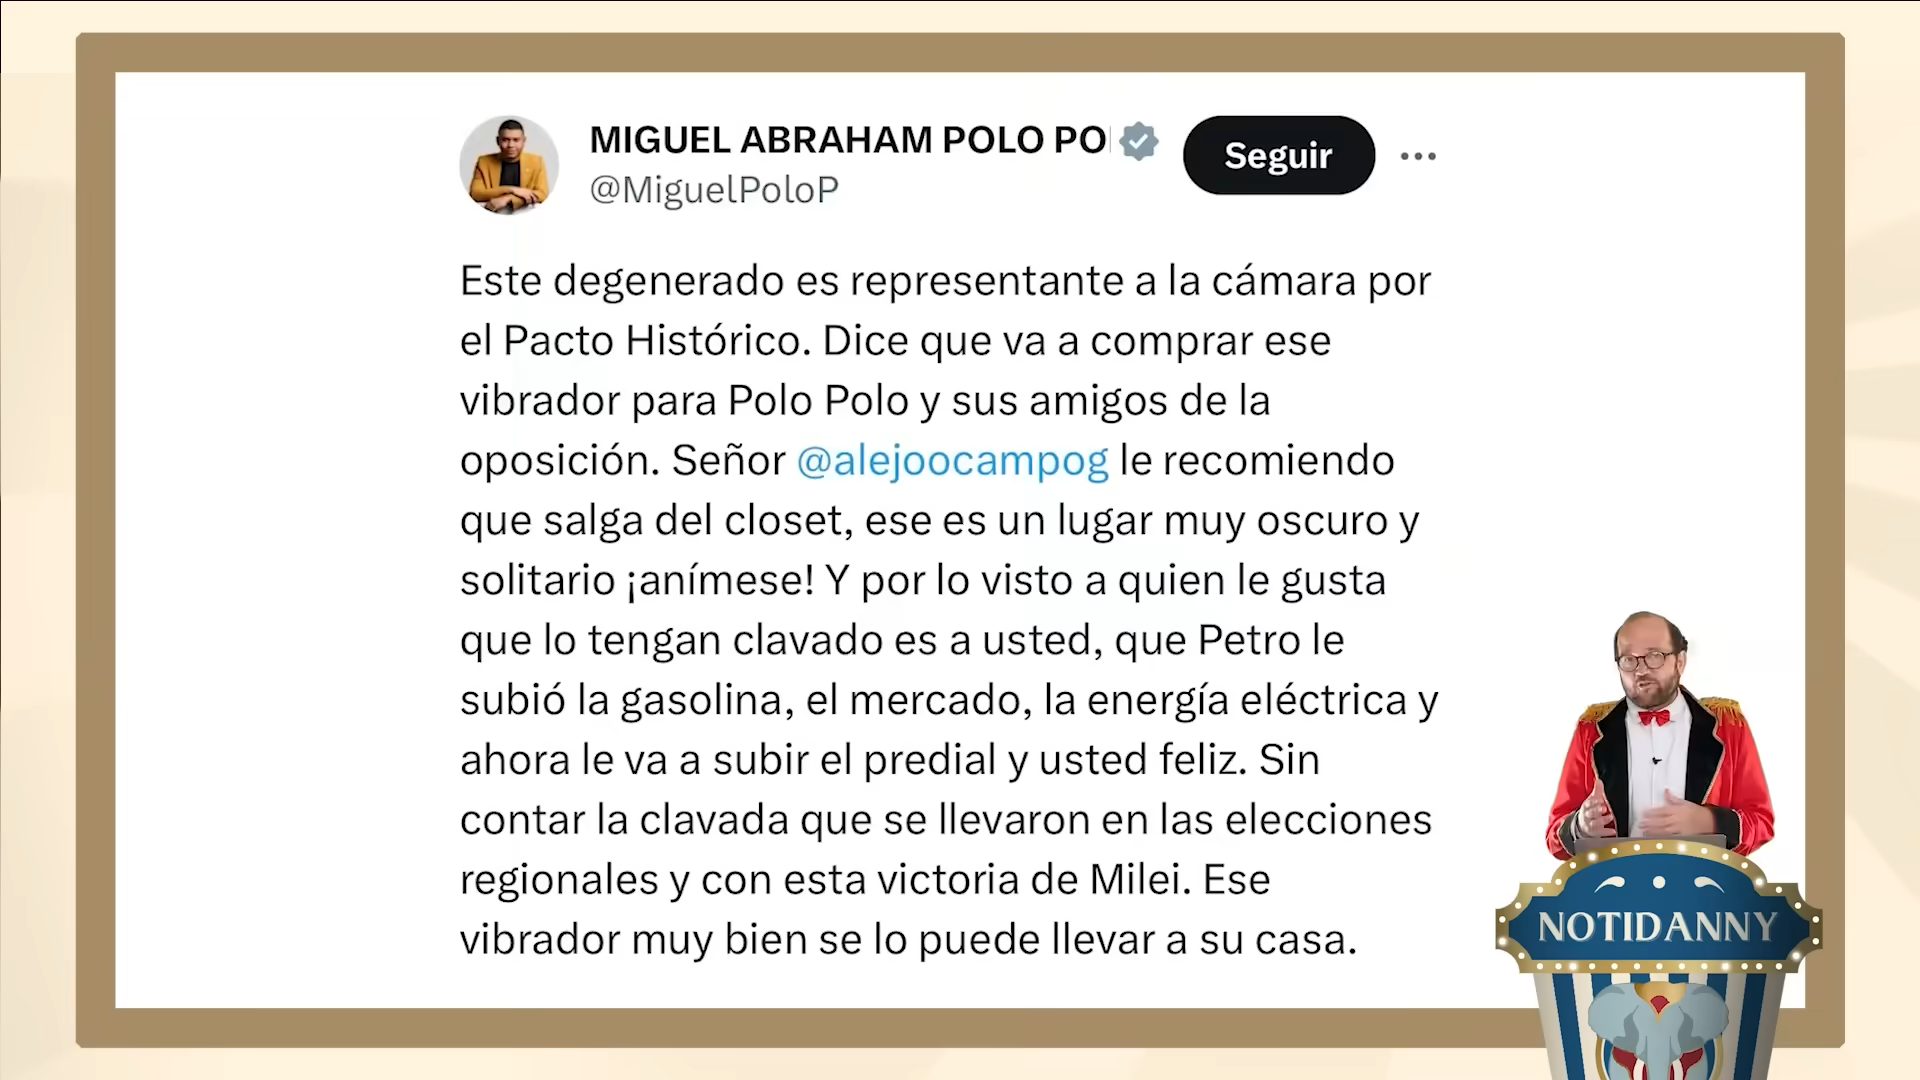 MIGUEL ABRAHAM POLO PO
Seguir
@MiguelPoloP
Este degenerado es representante a la cámara por
el Pacto Histórico. Dice que va a comprar ese
vibrador para Polo Polo y sus amigos de la
oposición. Señor @alejoocampog le recomiendo
que salga del closet, ese es un lugar muy oscuro y
solitario ¡anímese! Y por lo visto a quien le gusta
que lo tengan clavado es a usted, que Petro le
subió la gasolina, el mercado, la energía eléctrica y
ahora le va a subir el predial y usted feliz. Sin
contar la clavada que se llevaron en las elecciones
regionales y con esta victoria de Milei. Ese
vibrador muy bien se lo puede llevar a su casa.
NOTIDANNY